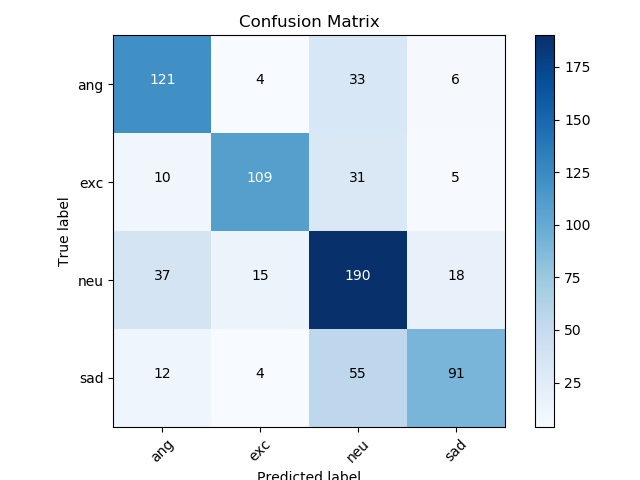 Confusion Matrix
ang 121 4 33 6
exc 10 109 31 5
neu 37 15 190 18
sad 12 4 55 91
ang exc neu sad
True label
Predicted label
175
150
125
100
75
50
25